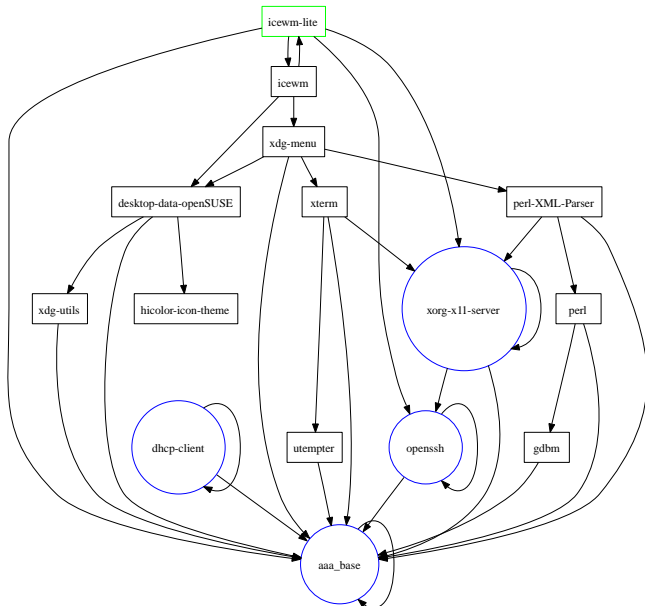 icewm-lite
icewm
xdg-menu
desktop-data-openSUSE
xterm
perl-XML-Parser
xdg-utils
hicolor-icon-theme
xorg-x11-server
perl
dhcp-client
utempter
openssh
gdbm
aaa_base